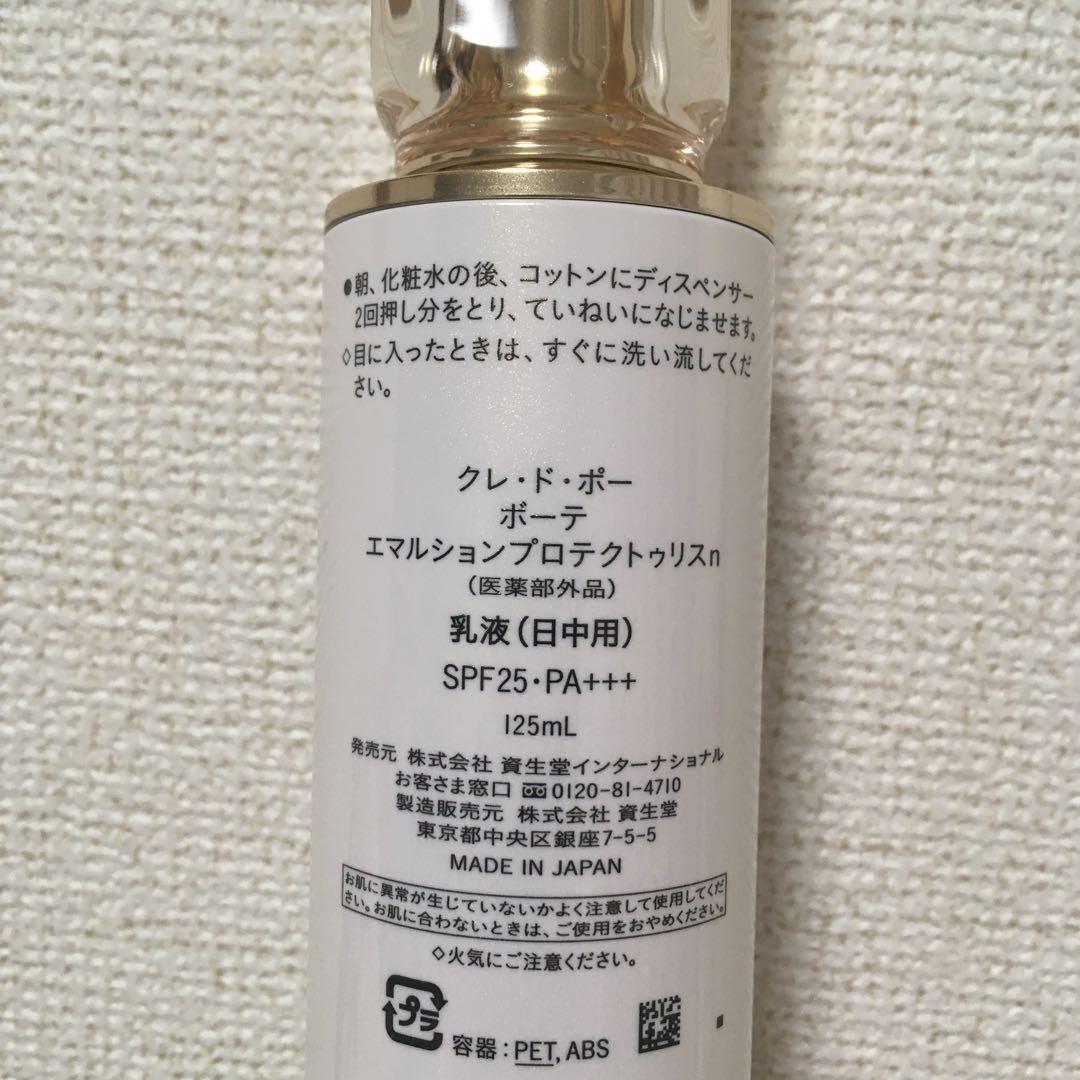 ●朝、化粧水の後、コットンにディスペンサー
2回押し分をとり、ていねいになじませます。
◇目に入ったときは、すぐに洗い流してくだ
さい。
クレ・ド・ポー
ボーテ
エマルションプロテクトゥリスn
(医薬部外品)
乳液(日中用)
SPF25・PA+++
125mL
発売元 株式会社 資生堂インターナショナル
お客さま窓口 0120-81-4710
製造販売元 株式会社 資生堂
東京都中央区銀座7-5-5
MADE IN JAPAN
お肌に異常が生じていないかよく注意して使用してくだ
さい。お肌に合わないときは、ご使用をおやめください。
◇火気にご注意ください。
プラ
容器:PET, ABS